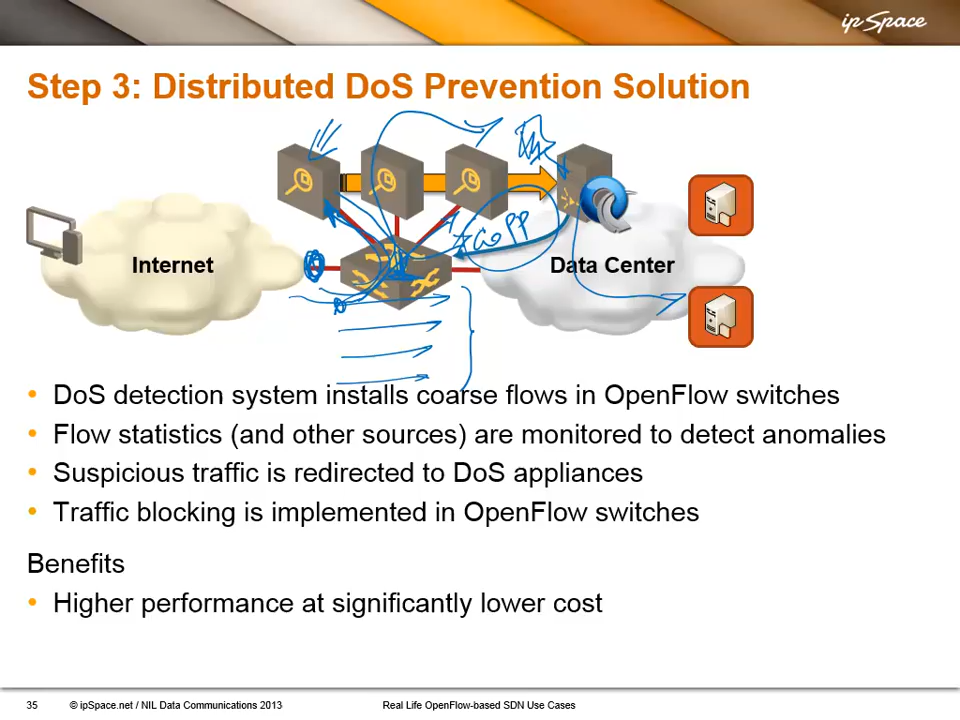 ipSpace
Step 3: Distributed DoS Prevention Solution
CoPP
Internet
Data Center
• DoS detection system installs coarse flows in OpenFlow switches
• Flow statistics (and other sources) are monitored to detect anomalies
• Suspicious traffic is redirected to DoS appliances
• Traffic blocking is implemented in OpenFlow switches
Benefits
• Higher performance at significantly lower cost
35 © ipSpace.net / NIL Data Communications 2013 Real Life OpenFlow-based SDN Use Cases